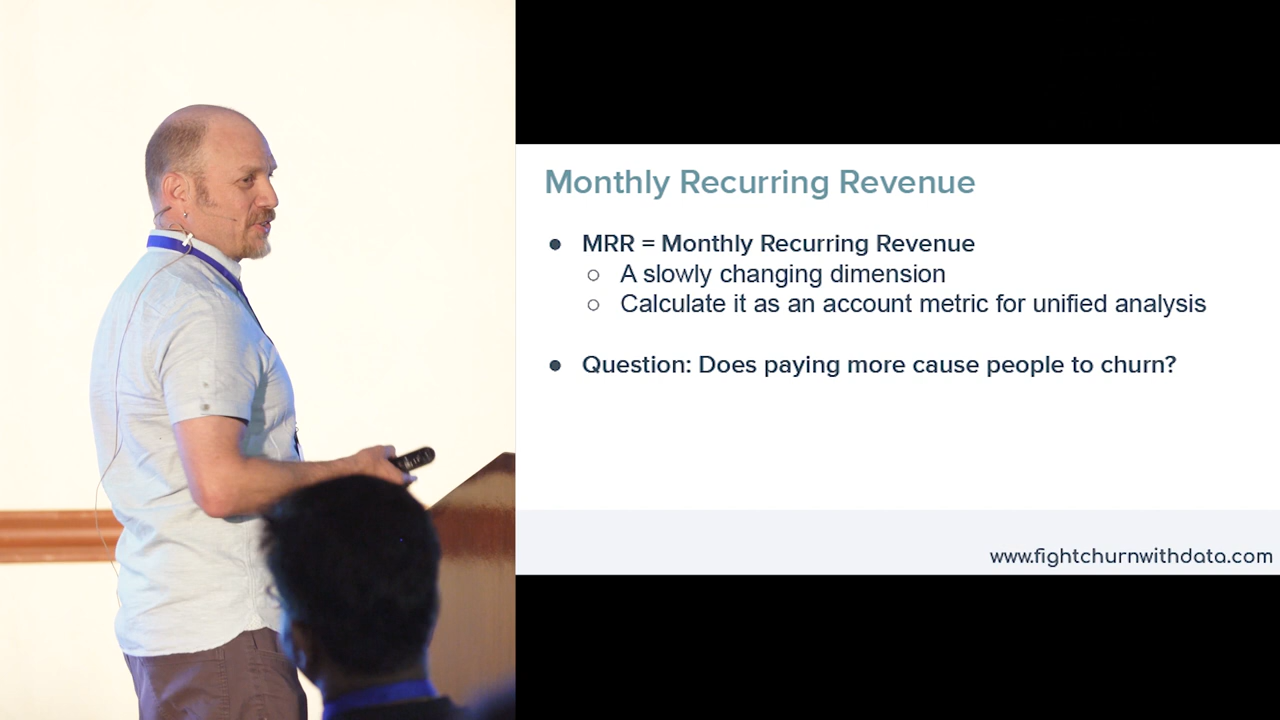 Monthly Recurring Revenue
● MRR = Monthly Recurring Revenue
○ A slowly changing dimension
○ Calculate it as an account metric for unified analysis
● Question: Does paying more cause people to churn?
www.fightchurnwithdata.com